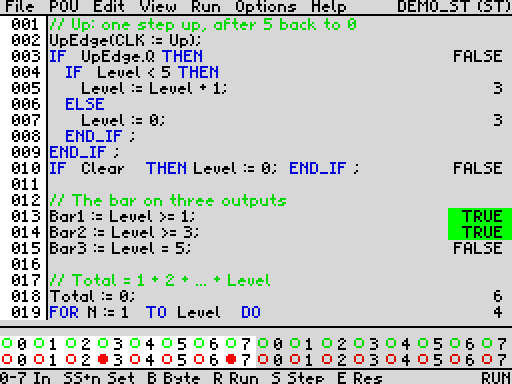 File POU Edit View Run Options Help DEMO_ST (ST)
001 // Up: one step up, after 5 back to 0
002 UpEdge(CLK := Up);
003 IF UpEdge.Q THEN FALSE
004 IF Level < 5 THEN
005 Level := Level + 1; 3
006 ELSE
007 Level := 0; 3
008 END_IF ;
009 END_IF ;
010 IF Clear THEN Level := 0; END_IF ; FALSE
011
012 // The bar on three outputs
013 Bar1 := Level >= 1; TRUE
014 Bar2 := Level >= 3; TRUE
015 Bar3 := Level = 5; FALSE
016
017 // Total = 1 + 2 + ... + Level
018 Total := 0; 6
019 FOR N := 1 TO Level DO 4
0 1 2 3 4 5 6 7 0 1 2 3 4 5 6 7
0 1 2 3 4 5 6 7 0 1 2 3 4 5 6 7
0-7 In SS+n Set B Byte R Run S Step E Res RUN